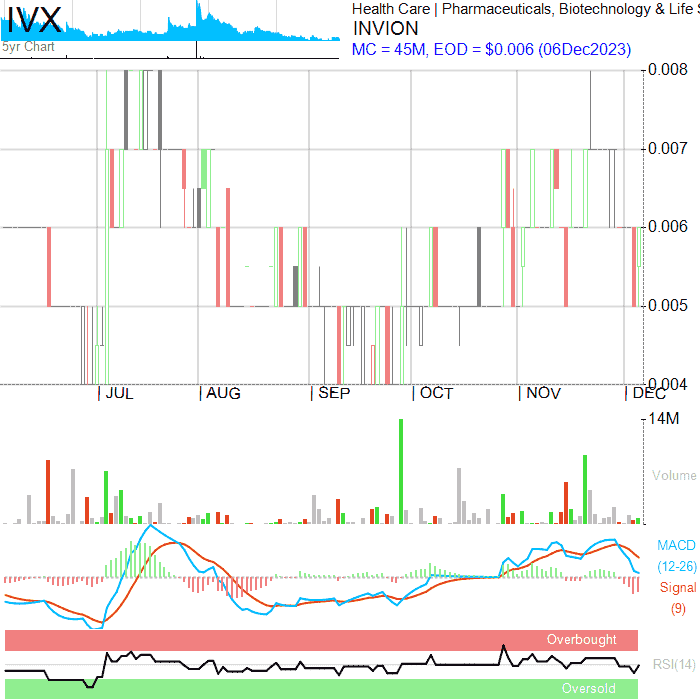 IVX
5yr Chart
Health Care | Pharmaceuticals, Biotechnology & Life S
INVION
MC = 45M, EOD = $0.006 (06Dec2023)
0.008
0.007
0.006
0.005
0.004
JUL AUG SEP OCT NOV DEC
14M
Volume
MACD
(12-26)
Signal
(9)
Overbought
RSI(14)
Oversold